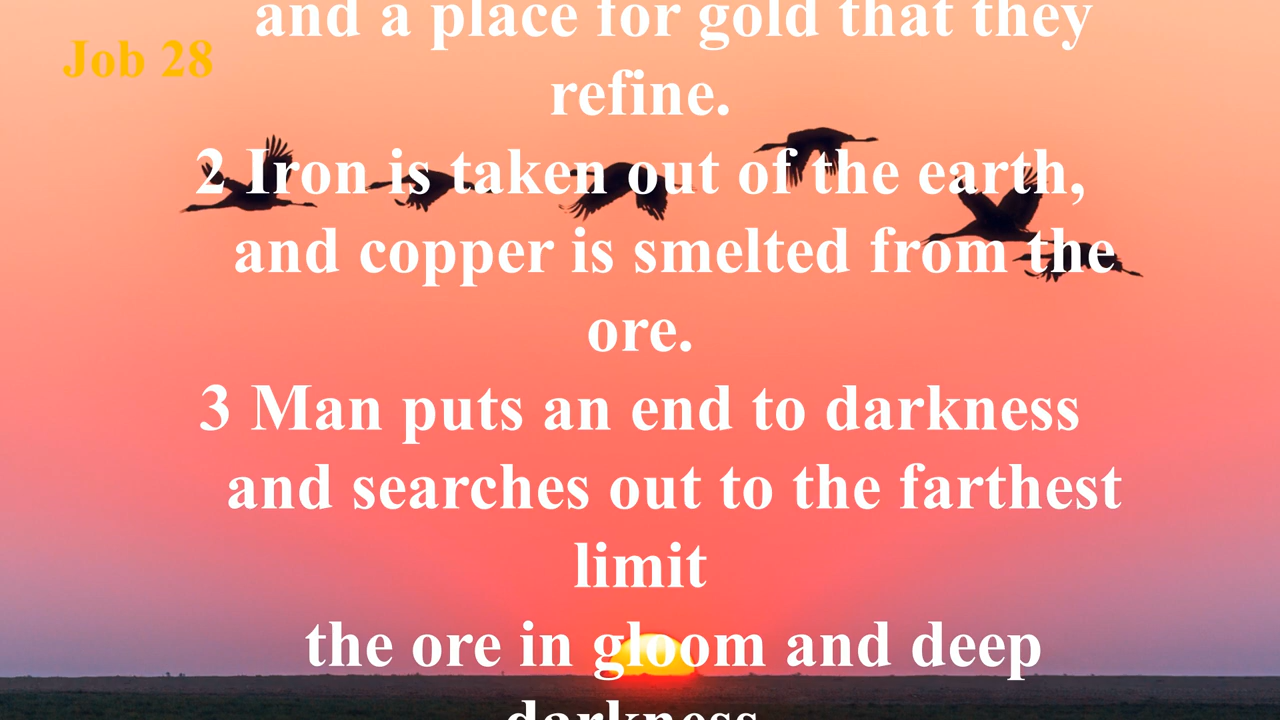 and a place for gold that they
Job 28
refine.
2 Iron is taken out of the earth,
and copper is smelted from the
ore.
3 Man puts an end to darkness
and searches out to the farthest
limit
the ore in gloom and deep
darkness.